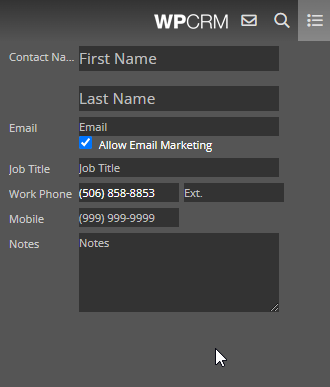 WPCRM
Contact Na... First Name
Last Name
Email Email
Allow Email Marketing
Job Title Job Title
Work Phone (506) 858-8853 Ext.
Mobile (999) 999-9999
Notes Notes